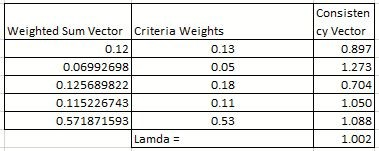 Weighted Sum Vector Criteria Weights Consisten
cy Vector
0.12 0.13 0.897
0.06992698 0.05 1.273
0.125689822 0.18 0.704
0.115226743 0.11 1.050
0.571871593 0.53 1.088
Lamda = 1.002